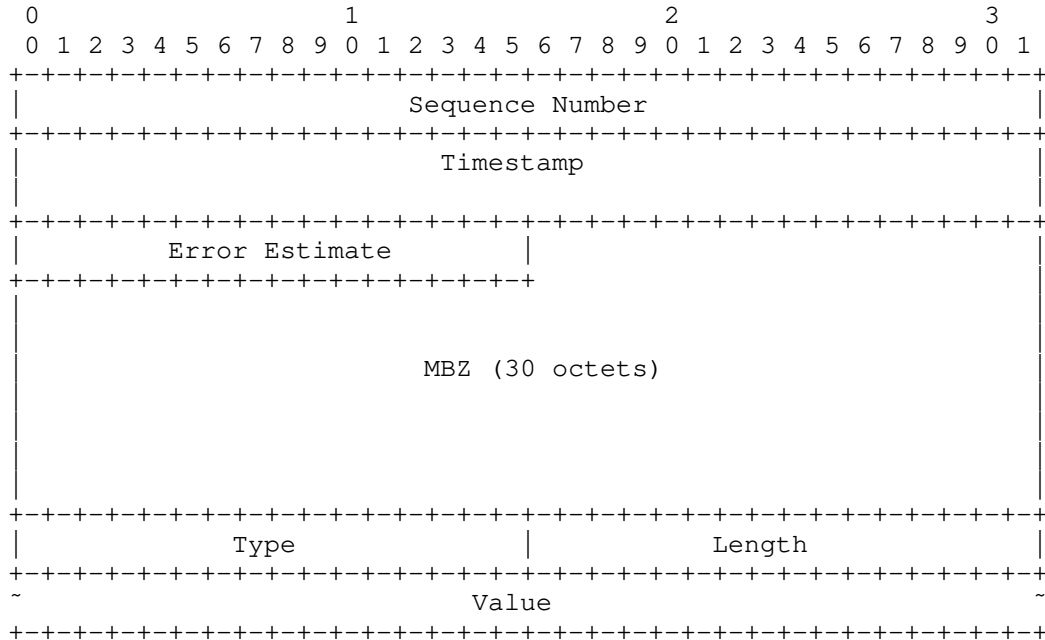 0                   1                   2                   3
 0 1 2 3 4 5 6 7 8 9 0 1 2 3 4 5 6 7 8 9 0 1 2 3 4 5 6 7 8 9 0 1
+-+-+-+-+-+-+-+-+-+-+-+-+-+-+-+-+-+-+-+-+-+-+-+-+-+-+-+-+-+-+-+-+
|                        Sequence Number                        |
+-+-+-+-+-+-+-+-+-+-+-+-+-+-+-+-+-+-+-+-+-+-+-+-+-+-+-+-+-+-+-+-+
|                          Timestamp                            |
|                                                               |
+-+-+-+-+-+-+-+-+-+-+-+-+-+-+-+-+-+-+-+-+-+-+-+-+-+-+-+-+-+-+-+-+
|         Error Estimate        |                               |
+-+-+-+-+-+-+-+-+-+-+-+-+-+-+-+-+                               |
|                                                               |
|                                                               |
|                         MBZ (30 octets)                       |
|                                                               |
|                                                               |
|                                                               |
|                                                               |
+-+-+-+-+-+-+-+-+-+-+-+-+-+-+-+-+-+-+-+-+-+-+-+-+-+-+-+-+-+-+-+-+
|             Type              |           Length              |
+-+-+-+-+-+-+-+-+-+-+-+-+-+-+-+-+-+-+-+-+-+-+-+-+-+-+-+-+-+-+-+-+
~                            Value                              ~
+-+-+-+-+-+-+-+-+-+-+-+-+-+-+-+-+-+-+-+-+-+-+-+-+-+-+-+-+-+-+-+-+